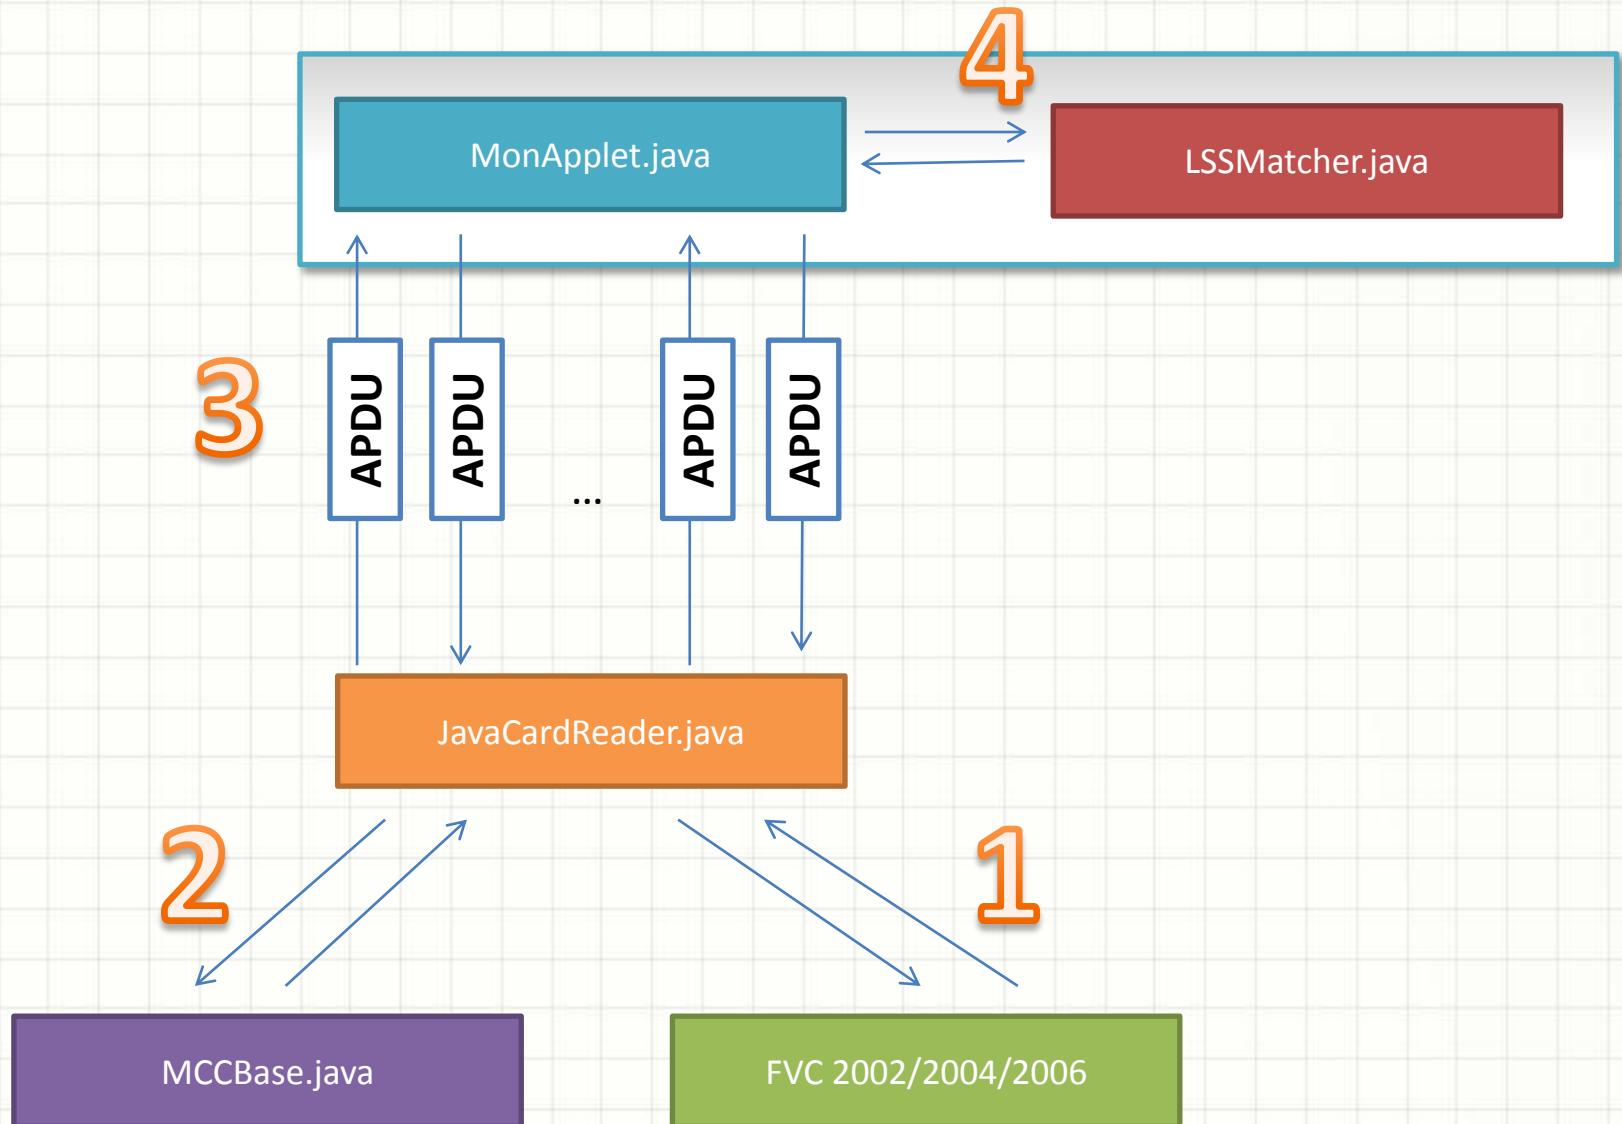 4
MonApplet.java
LSSMatcher.java
3
APDU
APDU
...
APDU
APDU
JavaCardReader.java
2
1
MCCBase.java
FVC 2002/2004/2006